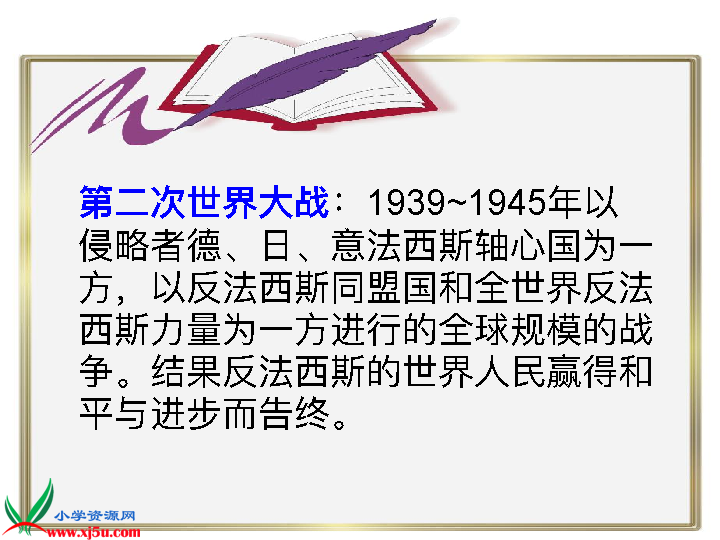 第二次世界大战：1939~1945年以
侵略者德、日、意法西斯轴心国为一
方，以反法西斯同盟国和全世界反法
西斯力量为一方进行的全球规模的战
争。结果反法西斯的世界人民赢得和
平与进步而告终。
小学资源网
www.xj5u.com